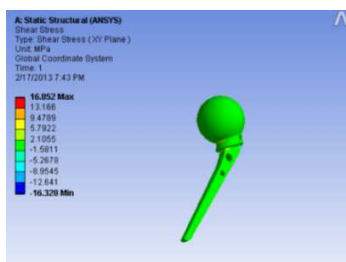 A: Static Structural (ANSYS)
Shear Stress
Type: Shear Stress ( XY Plane )
Unit: MPa
Global Coordinate System
Time: 1
2/17/2013 7:43 PM
16.852 Max
13.166
9.4789
5.7922
2.1055
-1.5811
-5.2678
-8.9545
-12.641
-16.328 Min